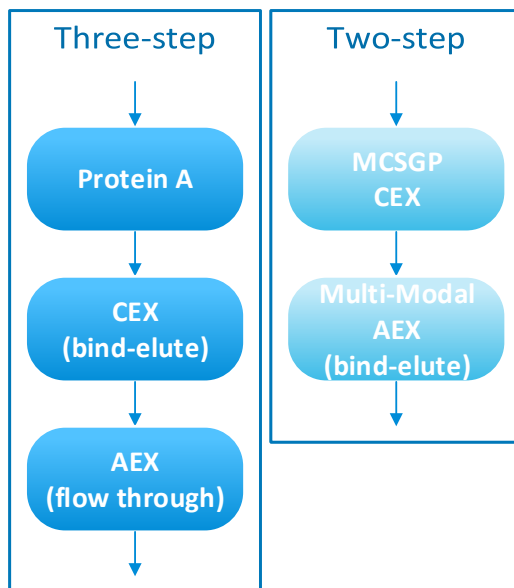 Three-step
Protein A
CEX
(bind-elute)
AEX
(flow through)
Two-step
MCSGP
CEX
Multi-Modal
AEX
(bind-elute)